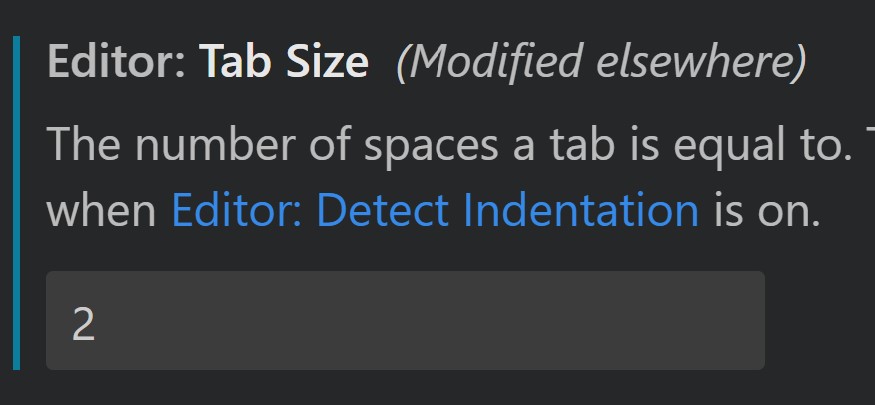 Editor: Tab Size (Modified elsewhere)
The number of spaces a tab is equal to.
when Editor: Detect Indentation is on.
2